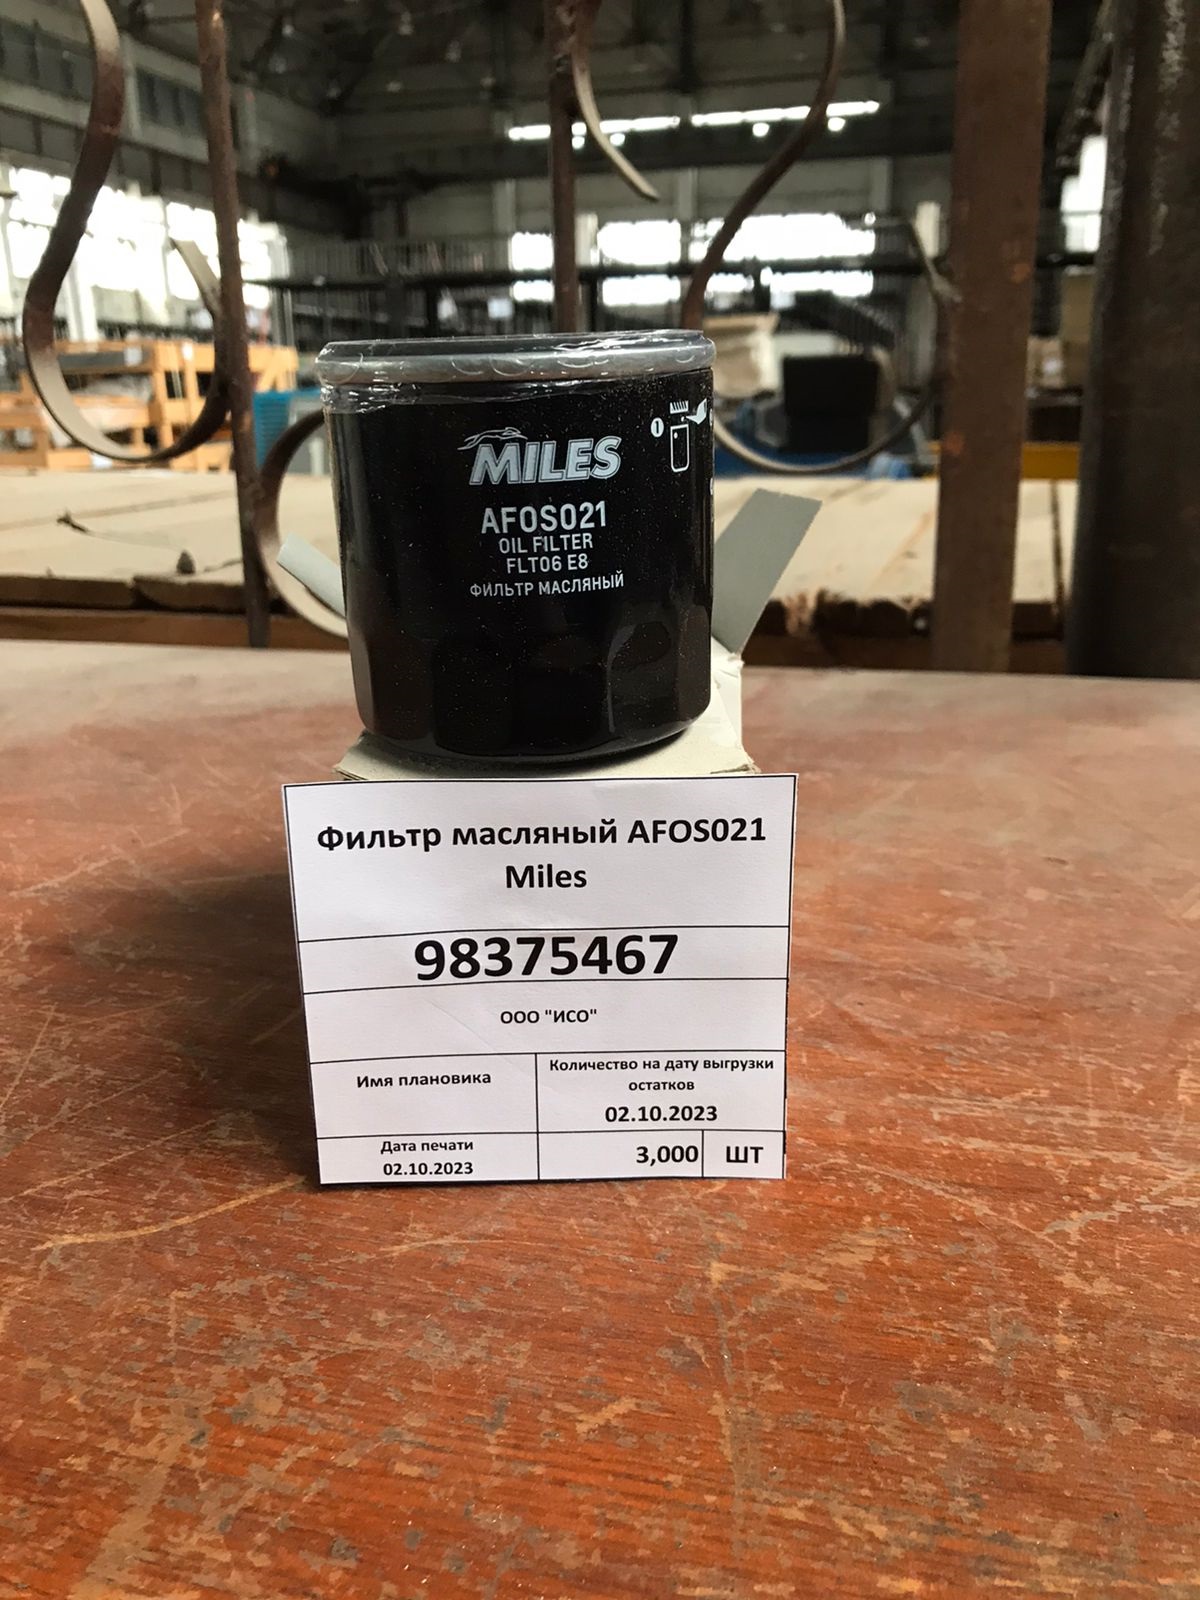 MILES
AFOS021
OIL FILTER
FLT06 E8
ФИЛЬТР МАСЛЯНЫЙ
1
Фильтр масляный AFOS021
Miles
98375467
ООО "ИСО"
Имя плановика
Количество на дату выгрузки
остатков
02.10.2023
Дата печати
02.10.2023
3,000
ШТ